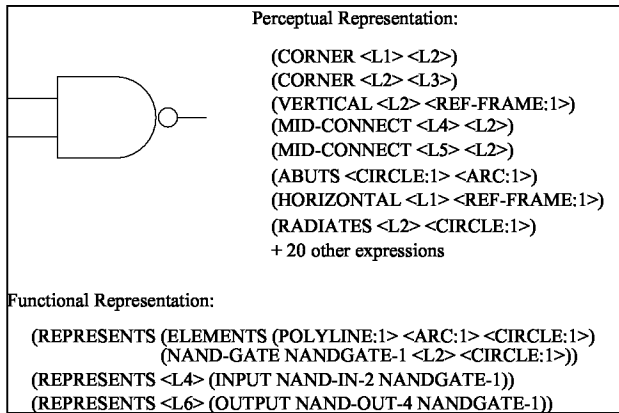 Perceptual Representation:
(CORNER <L1> <L2>)
(CORNER <L2> <L3>)
(VERTICAL <L2> <REF-FRAME:1>)
(MID-CONNECT <L4> <L2>)
(MID-CONNECT <L5> <L2>)
(ABUTS <CIRCLE:1> <ARC:1>)
(HORIZONTAL <L1> <REF-FRAME:1>)
(RADIATES <L2> <CIRCLE:1>)
+ 20 other expressions
Functional Representation:
(REPRESENTS (ELEMENTS (POLYLINE:1> <ARC:1> <CIRCLE:1>)
(NAND-GATE NANDGATE-1 <L2> <CIRCLE:1>))
(REPRESENTS <L4> (INPUT NAND-IN-2 NANDGATE-1))
(REPRESENTS <L6> (OUTPUT NAND-OUT-4 NANDGATE-1))